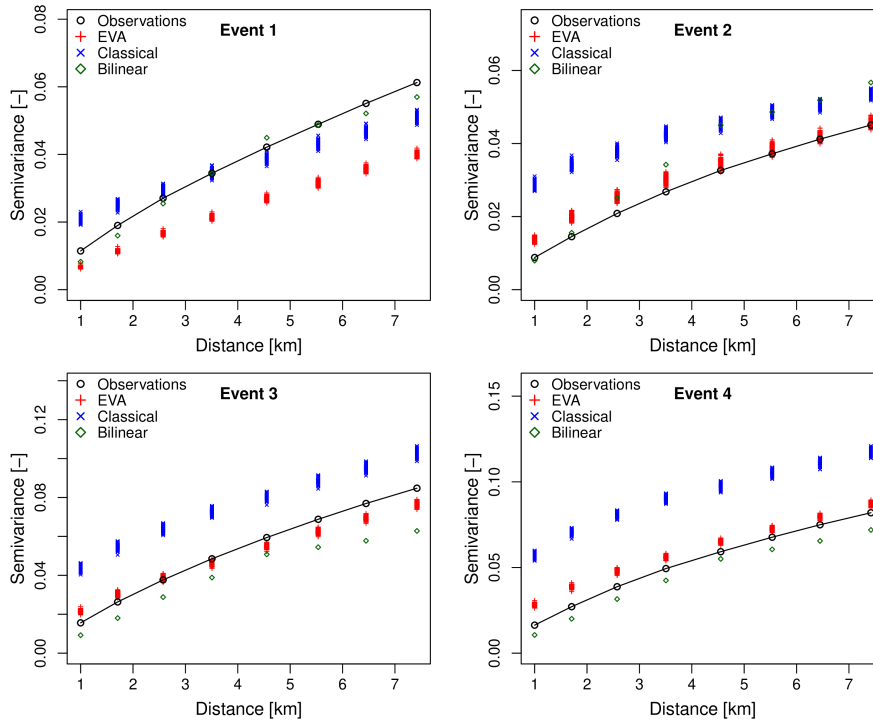 Observations
EVA
Classical
Bilinear
Event 1
Semivariance [−]
0.00 0.02 0.04 0.06 0.08
1 2 3 4 5 6 7
Distance [km]
Observations
EVA
Classical
Bilinear
Event 2
Semivariance [−]
0.00 0.02 0.04 0.06
1 2 3 4 5 6 7
Distance [km]
Observations
EVA
Classical
Bilinear
Event 3
Semivariance [−]
0.00 0.04 0.08 0.12
1 2 3 4 5 6 7
Distance [km]
Observations
EVA
Classical
Bilinear
Event 4
Semivariance [−]
0.00 0.05 0.10 0.15
1 2 3 4 5 6 7
Distance [km]